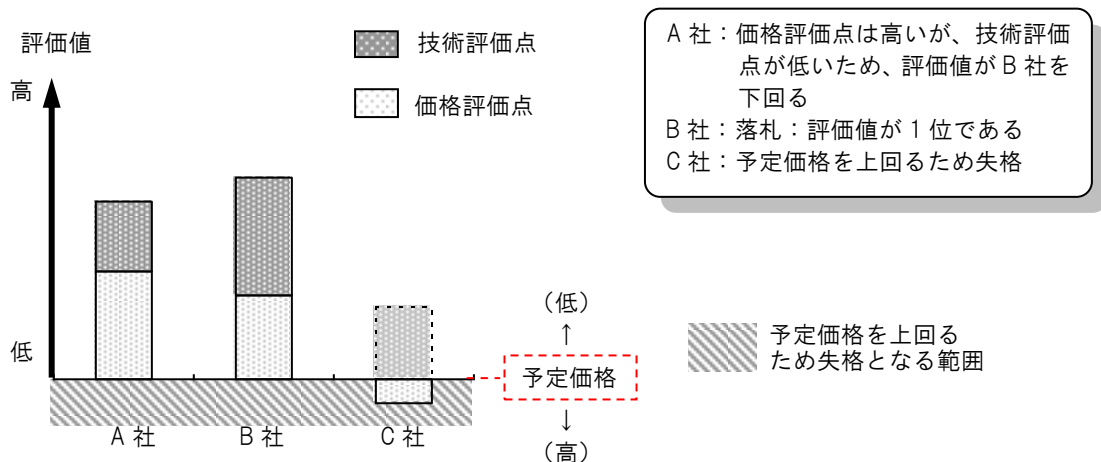 評価値
高
低
技術評価点
価格評価点
A 社：価格評価点は高いが、技術評価
点が低いため、評価値が B 社を
下回る
B 社：落札：評価値が 1 位である
C 社：予定価格を上回るため失格
（低）
↑
予定価格
↓
（高）
予定価格を上回る
ため失格となる範囲
A 社
B 社
C 社